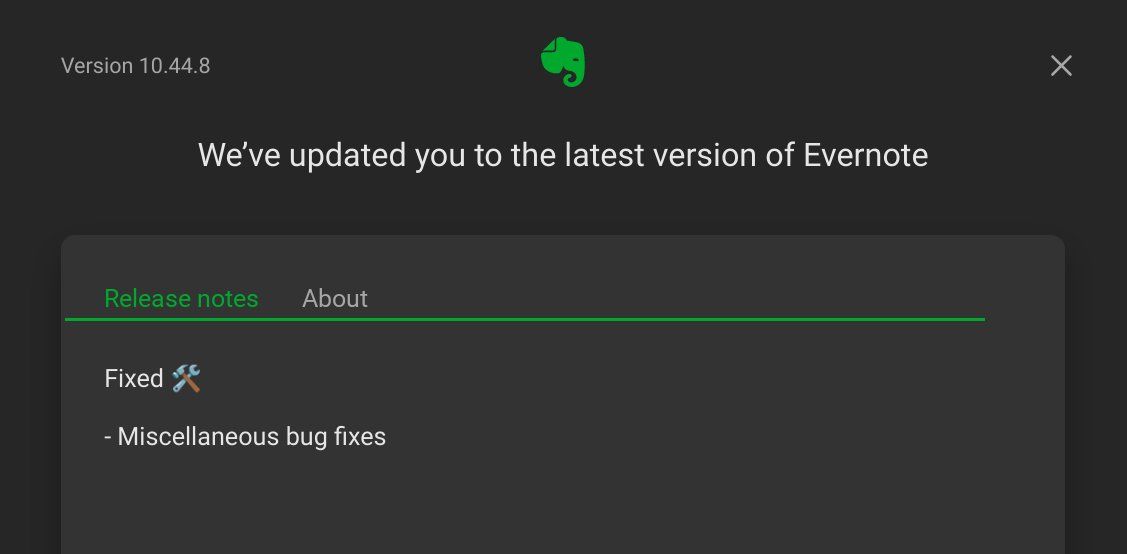 Version 10.44.8
We’ve updated you to the latest version of Evernote
Release notes About
Fixed 🛠️
- Miscellaneous bug fixes